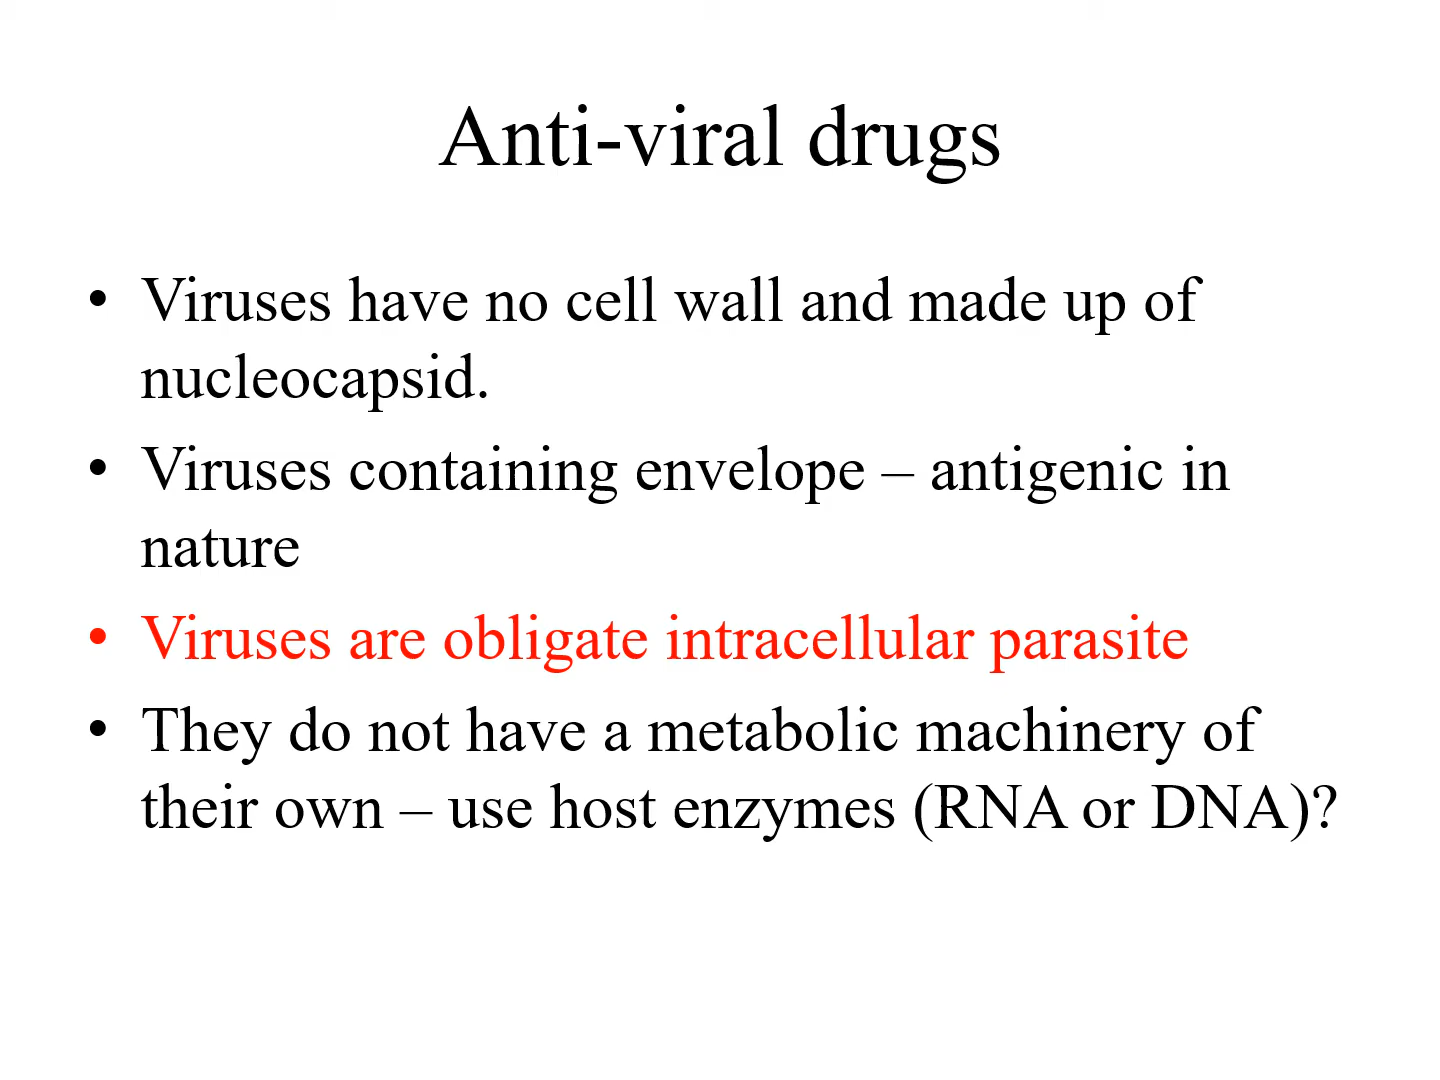 Anti-viral drugs
• Viruses have no cell wall and made up of
nucleocapsid.
• Viruses containing envelope – antigenic in
nature
• Viruses are obligate intracellular parasite
• They do not have a metabolic machinery of
their own – use host enzymes (RNA or DNA)?